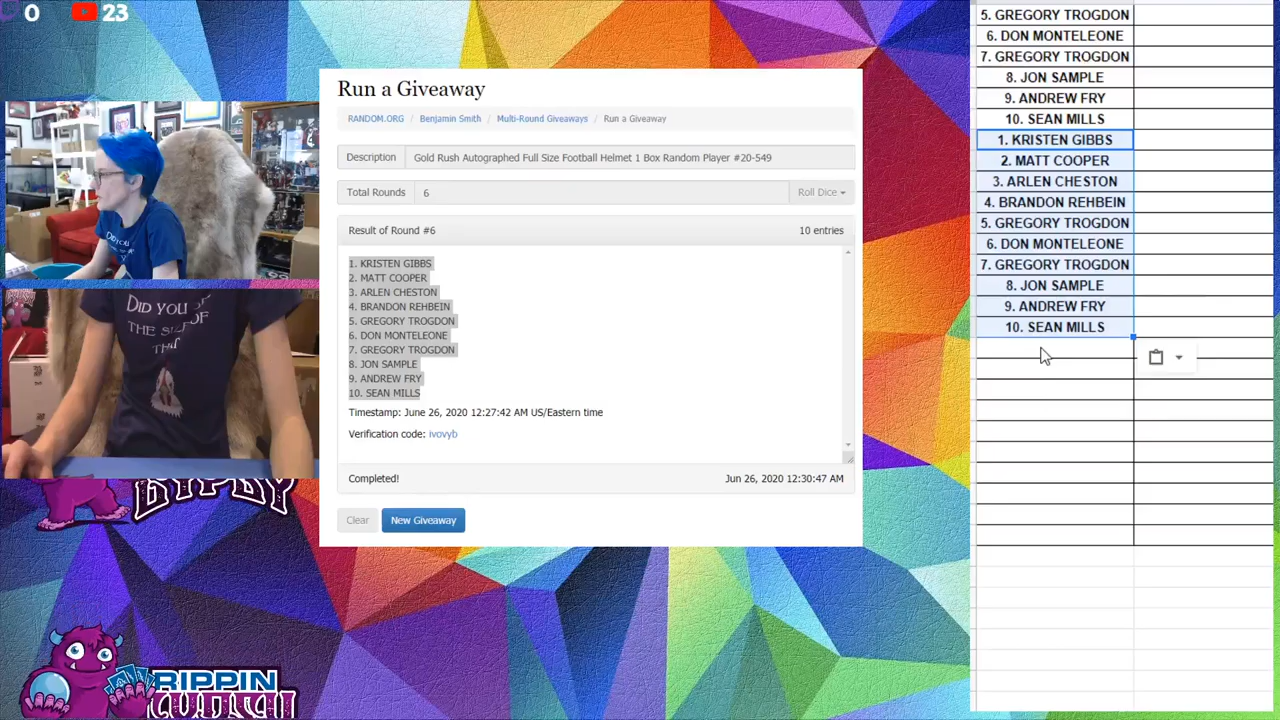 0 23
DID YOU
DID YOU
THE
OF
THI
RIPPIN
Run a Giveaway
RANDOM.ORG / Benjamin Smith / Multi-Round Giveaways / Run a Giveaway
Description Gold Rush Autographed Full Size Football Helmet 1 Box Random Player #20-549
Total Rounds 6 Roll Dice
Result of Round #6 10 entries
1. KRISTEN GIBBS
2. MATT COOPER
3. ARLEN CHESTON
4. BRANDON REHBEIN
5. GREGORY TROGDON
6. DON MONTELEONE
7. GREGORY TROGDON
8. JON SAMPLE
9. ANDREW FRY
10. SEAN MILLS
Timestamp: June 26, 2020 12:27:42 AM US/Eastern time
Verification code: ivovyb
Completed! Jun 26, 2020 12:30:47 AM
Clear New Giveaway
5. GREGORY TROGDON
6. DON MONTELEONE
7. GREGORY TROGDON
8. JON SAMPLE
9. ANDREW FRY
10. SEAN MILLS
1. KRISTEN GIBBS
2. MATT COOPER
3. ARLEN CHESTON
4. BRANDON REHBEIN
5. GREGORY TROGDON
6. DON MONTELEONE
7. GREGORY TROGDON
8. JON SAMPLE
9. ANDREW FRY
10. SEAN MILLS